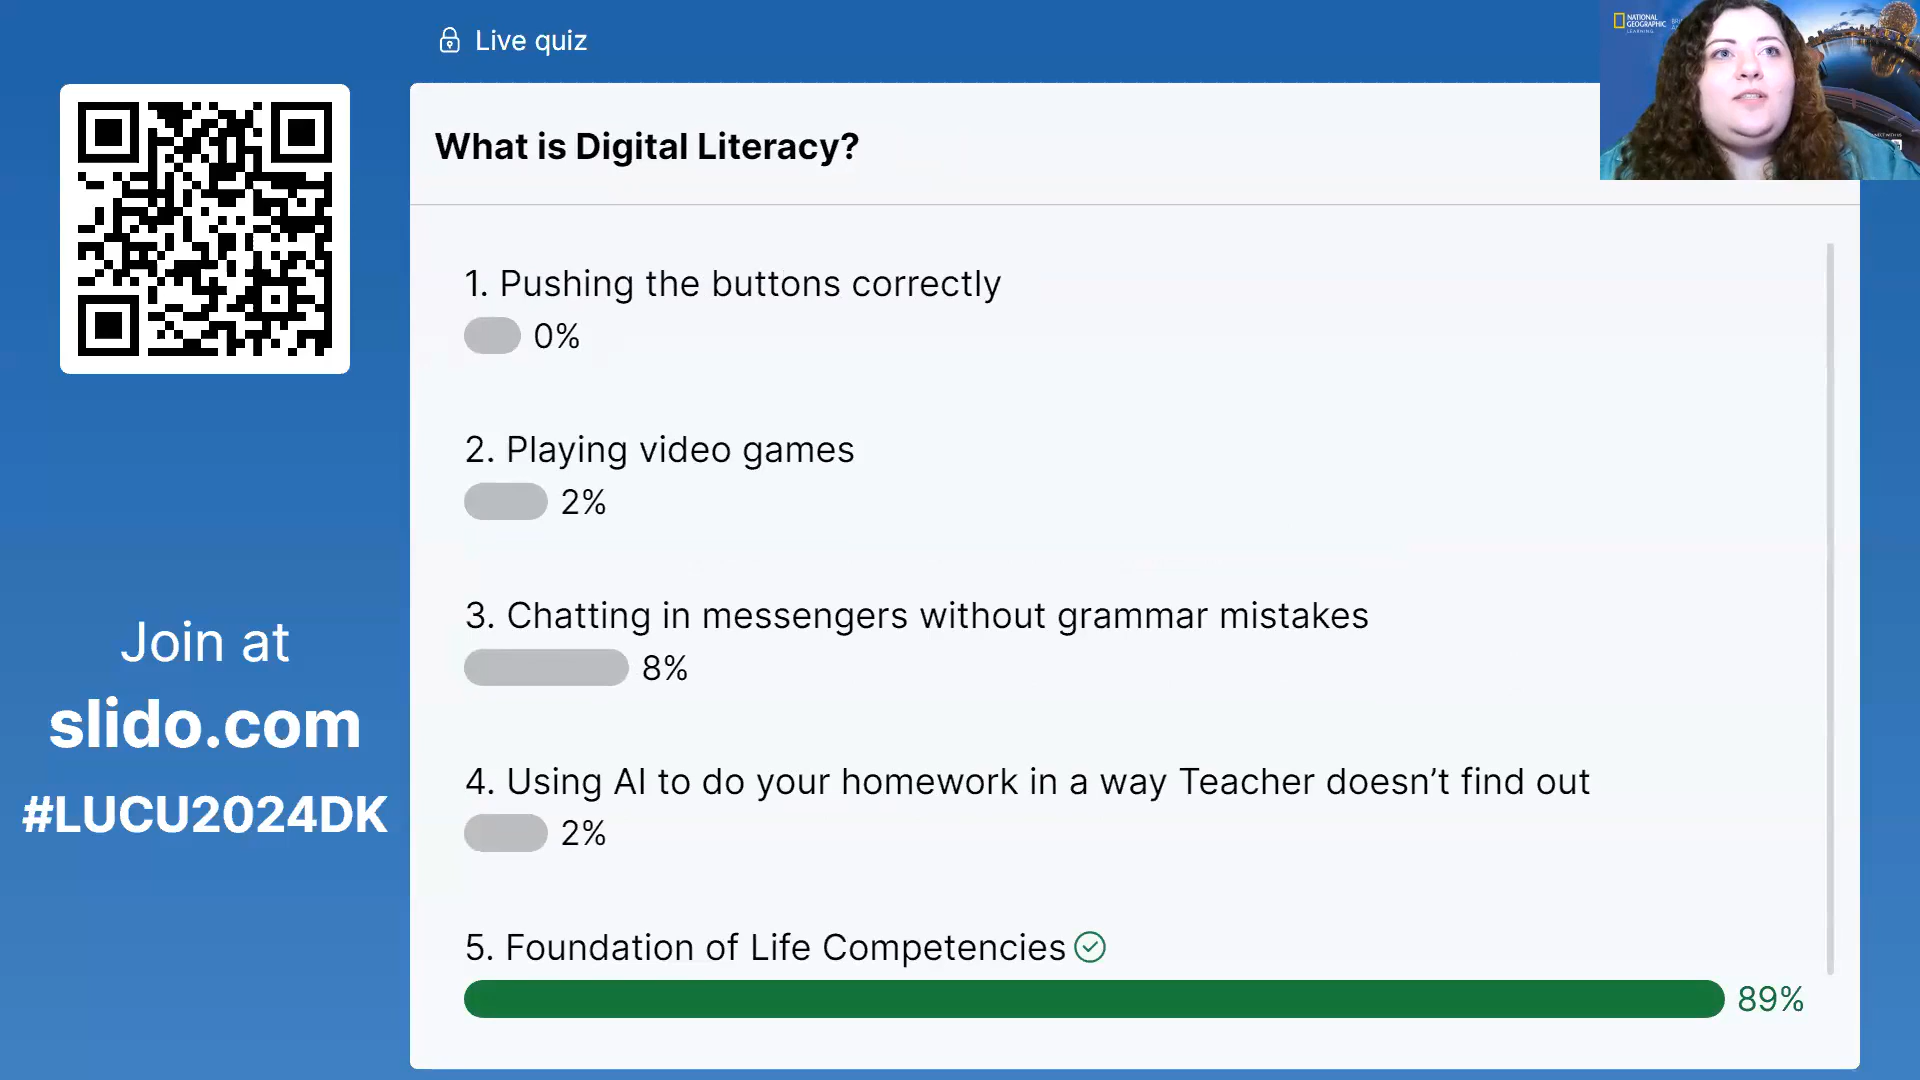 Live quiz
NATIONAL
GEOGRAPHIC
LEARNING
What is Digital Literacy?
1. Pushing the buttons correctly
0%
2. Playing video games
2%
3. Chatting in messengers without grammar mistakes
8%
4. Using AI to do your homework in a way Teacher doesn’t find out
2%
5. Foundation of Life Competencies
89%
Join at
slido.com
#LUCU2024DK